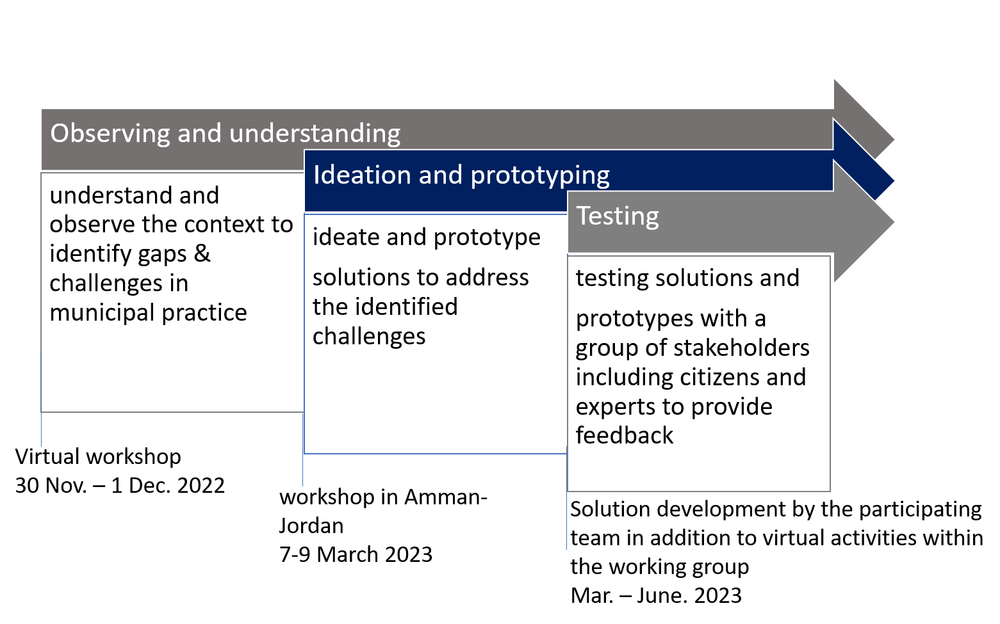 Observing and understanding
understand and
observe the context to
identify gaps &
challenges in
municipal practice
Virtual workshop
30 Nov. – 1 Dec. 2022
Ideation and prototyping
ideate and prototype
solutions to address
the identified
challenges
workshop in Amman-
Jordan
7-9 March 2023
Testing
testing solutions and
prototypes with a
group of stakeholders
including citizens and
experts to provide
feedback
Solution development by the participating
team in addition to virtual activities within
the working group
Mar. – June. 2023